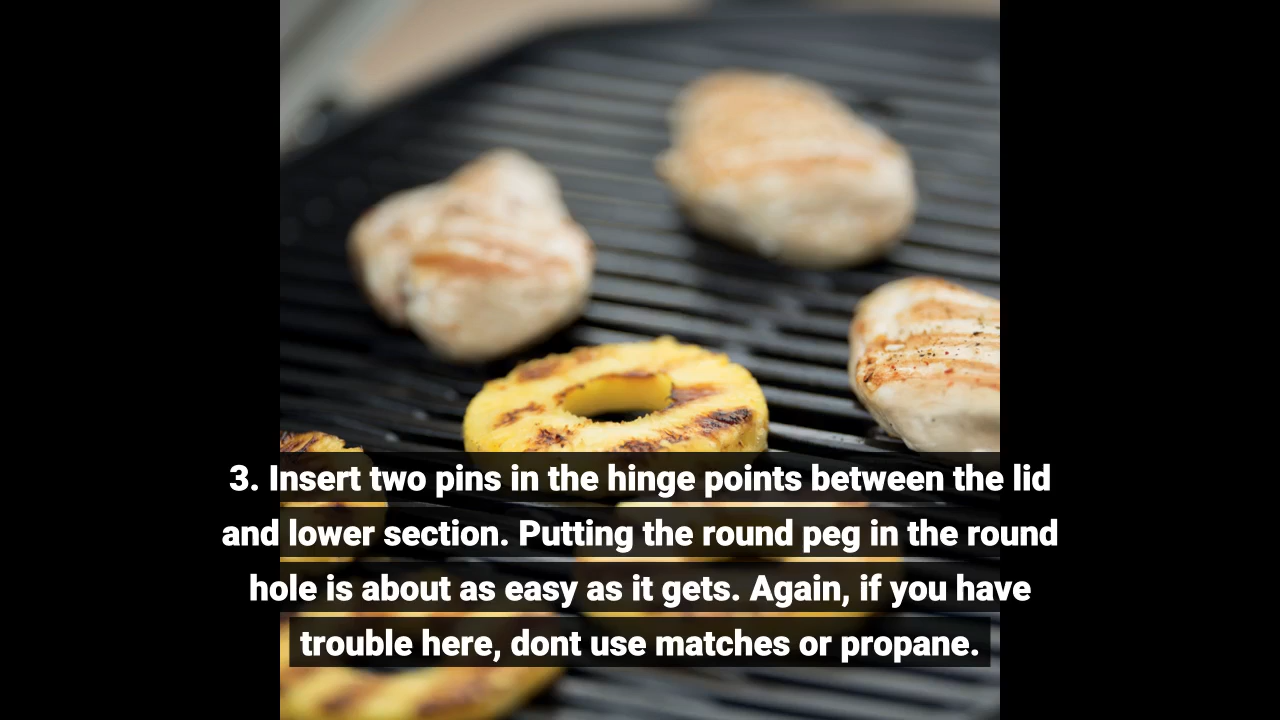 3. Insert two pins in the hinge points between the lid
and lower section. Putting the round peg in the round
hole is about as easy as it gets. Again, if you have
trouble here, dont use matches or propane.